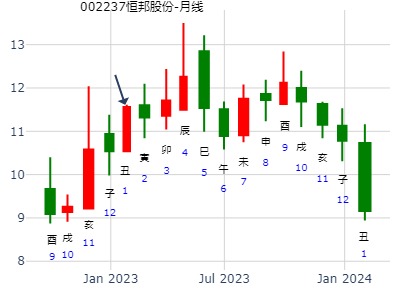 002237恒邦股份-月线
13
12
11
10
9
8
酉
9
戌
10
亥
11
子
12
丑
1
寅
2
卯
3
辰
4
巳
5
午
6
未
7
申
8
酉
9
戌
10
亥
11
子
12
丑
1
Jan 2023
Jul 2023
Jan 2024